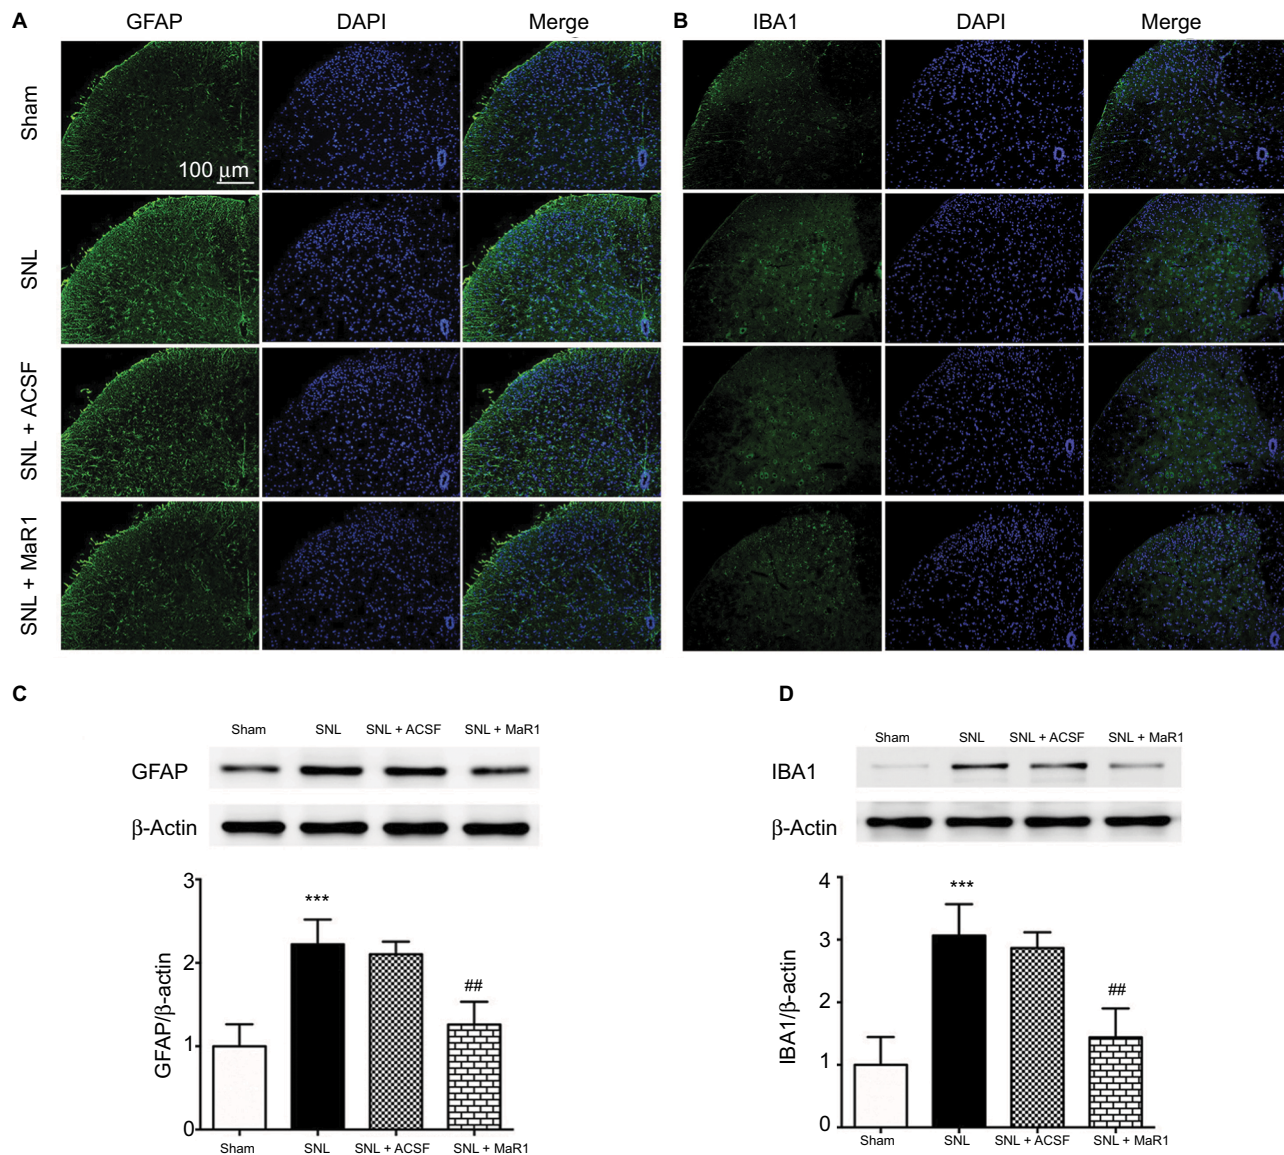 A GFAP DAPI Merge
B IBA1 DAPI Merge
Sham
100 μm
SNL
SNL + ACSF
SNL + MaR1
C
Sham SNL SNL + ACSF SNL + MaR1
GFAP
β-Actin
3
2
1
0
GFAP/β-actin
***
##
Sham SNL SNL + ACSF SNL + MaR1
D
Sham SNL SNL + ACSF SNL + MaR1
IBA1
β-Actin
4
3
2
1
0
IBA1/β-actin
***
##
Sham SNL SNL + ACSF SNL + MaR1